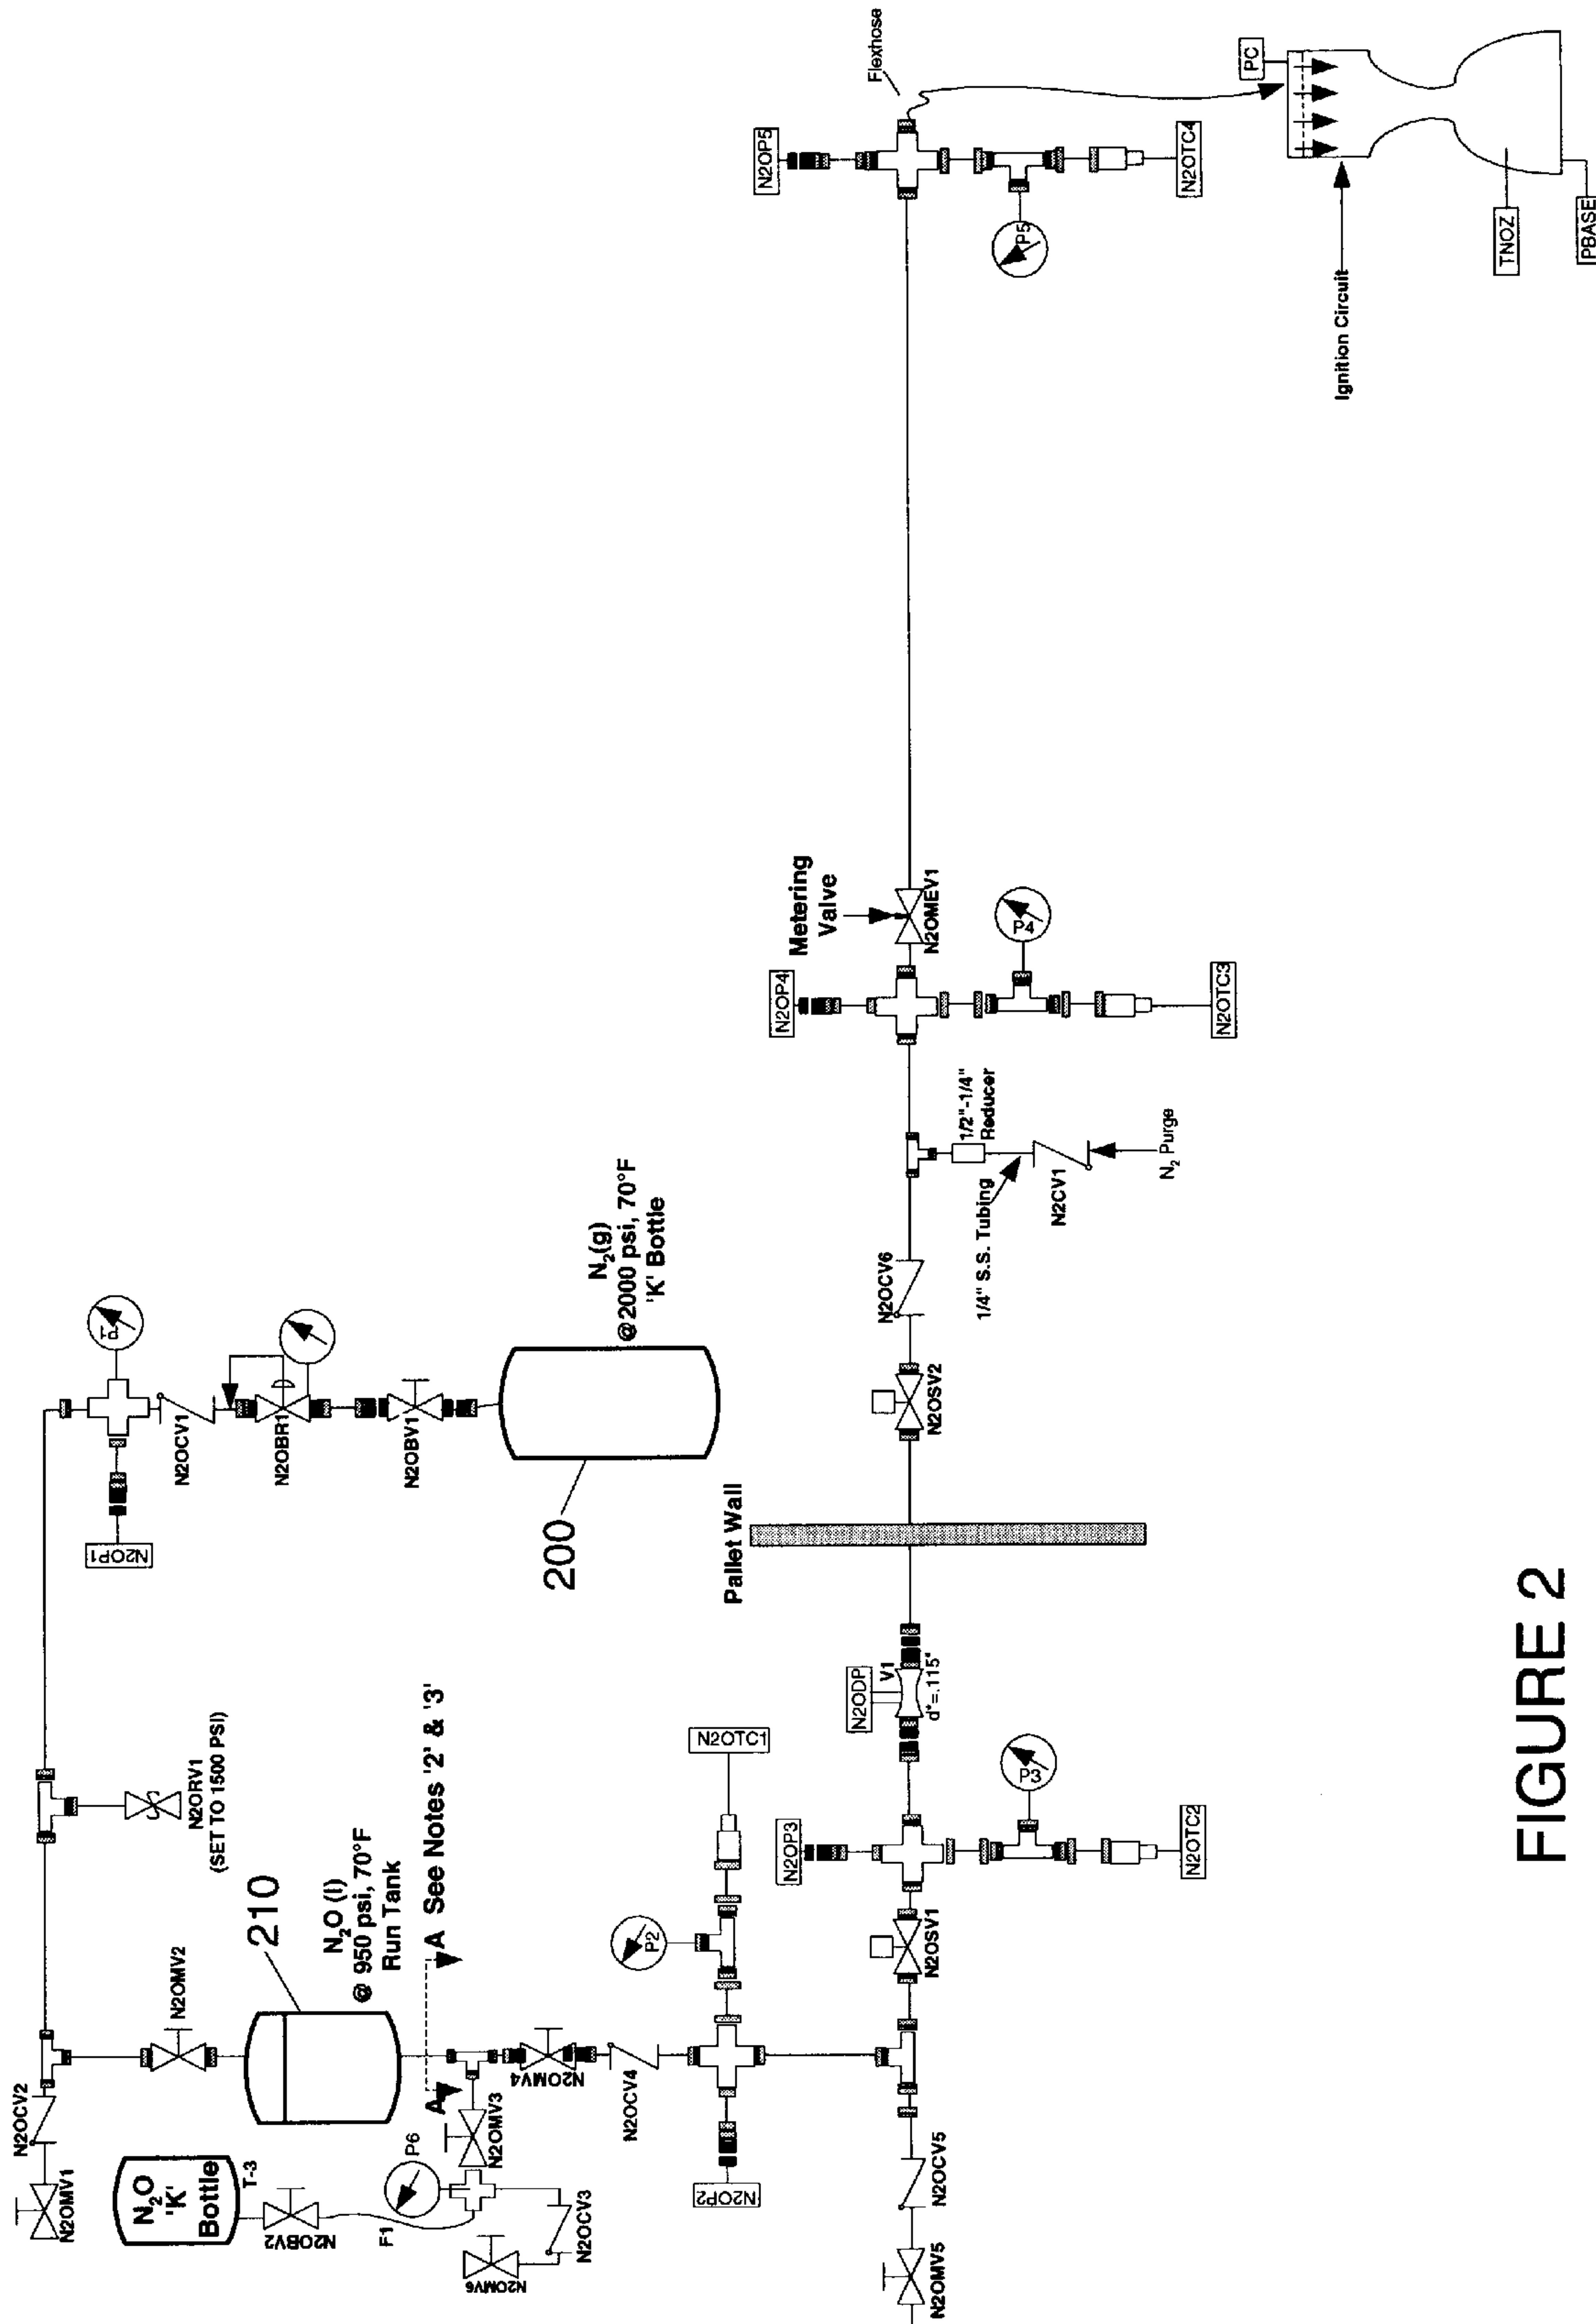 N2OMV1
N2OCV2
N2OMV2
N2ORV1
(SET TO 1500 PSI)
N2OP1
P1
N2OCV1
N2OBR1
N2OBV1
200
N2(g)
@2000 psi, 70°F
'K' Bottle
N2O
'K'
Bottle
T-3
N2OBV2
F1
P6
N2OMV6
N2OCV3
N2OMV3
210
N2O (l)
@ 950 psi, 70°F
Run Tank
A
A See Notes '2' & '3'
N2OMV4
N2OCV4
P2
N2OTC1
N2OP2
N2OMV5
N2OCV5
N2OSV1
N2OP3
P3
N2OTC2
N2ODP
V1
d*=.115"
Pallet Wall
N2OSV2
N2OCV6
1/4" S.S. Tubing
1/2"-1/4"
Reducer
N2CV1
N2 Purge
N2OP4
P4
N2OTC3
Metering
Valve
N2OMEV1
N2OP5
P5
N2OTC4
Flexhose
PC
Ignition Circuit
TNOZ
PBASE
FIGURE 2